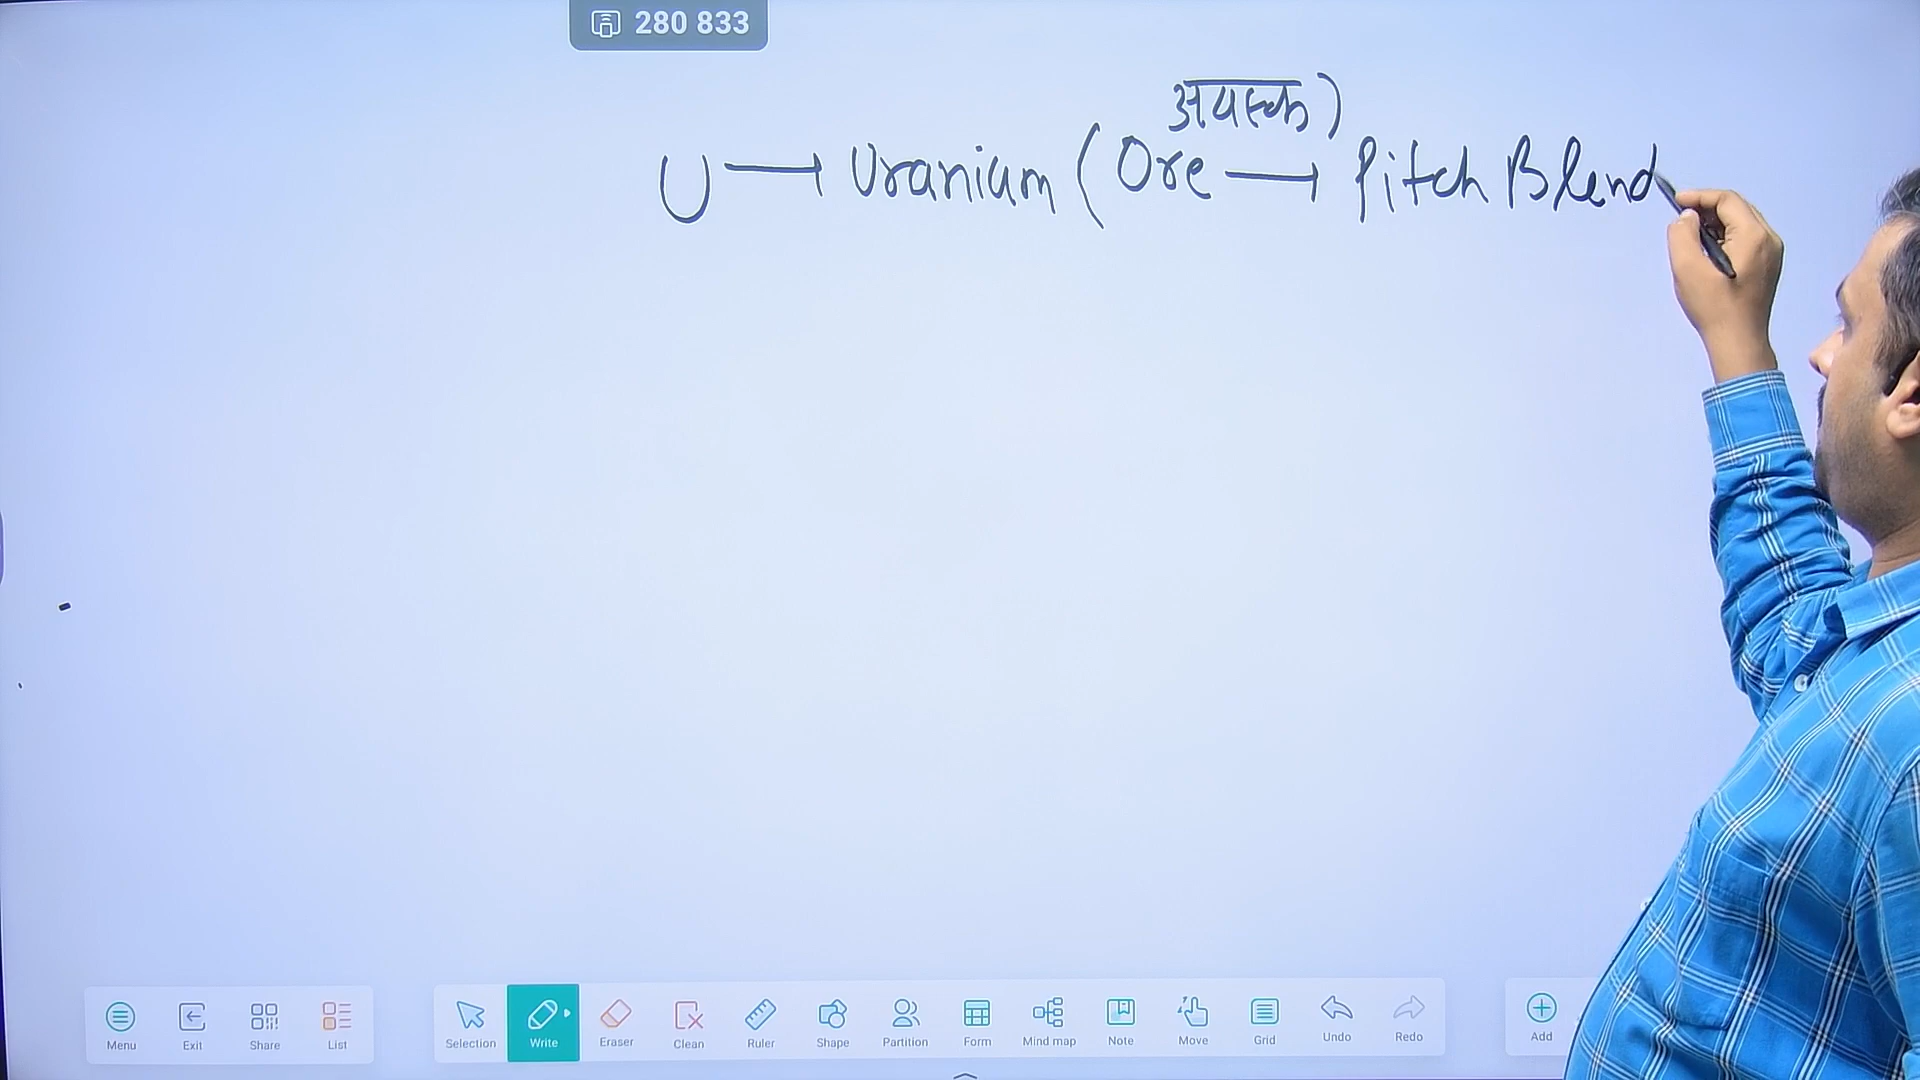 280 833
अयस्क)
U → Uranium (Ore → Pitch Blend
Menu Exit Share List Selection Write Eraser Clean Ruler Shape Partition Form Mind map Note Move Grid Undo Redo Add